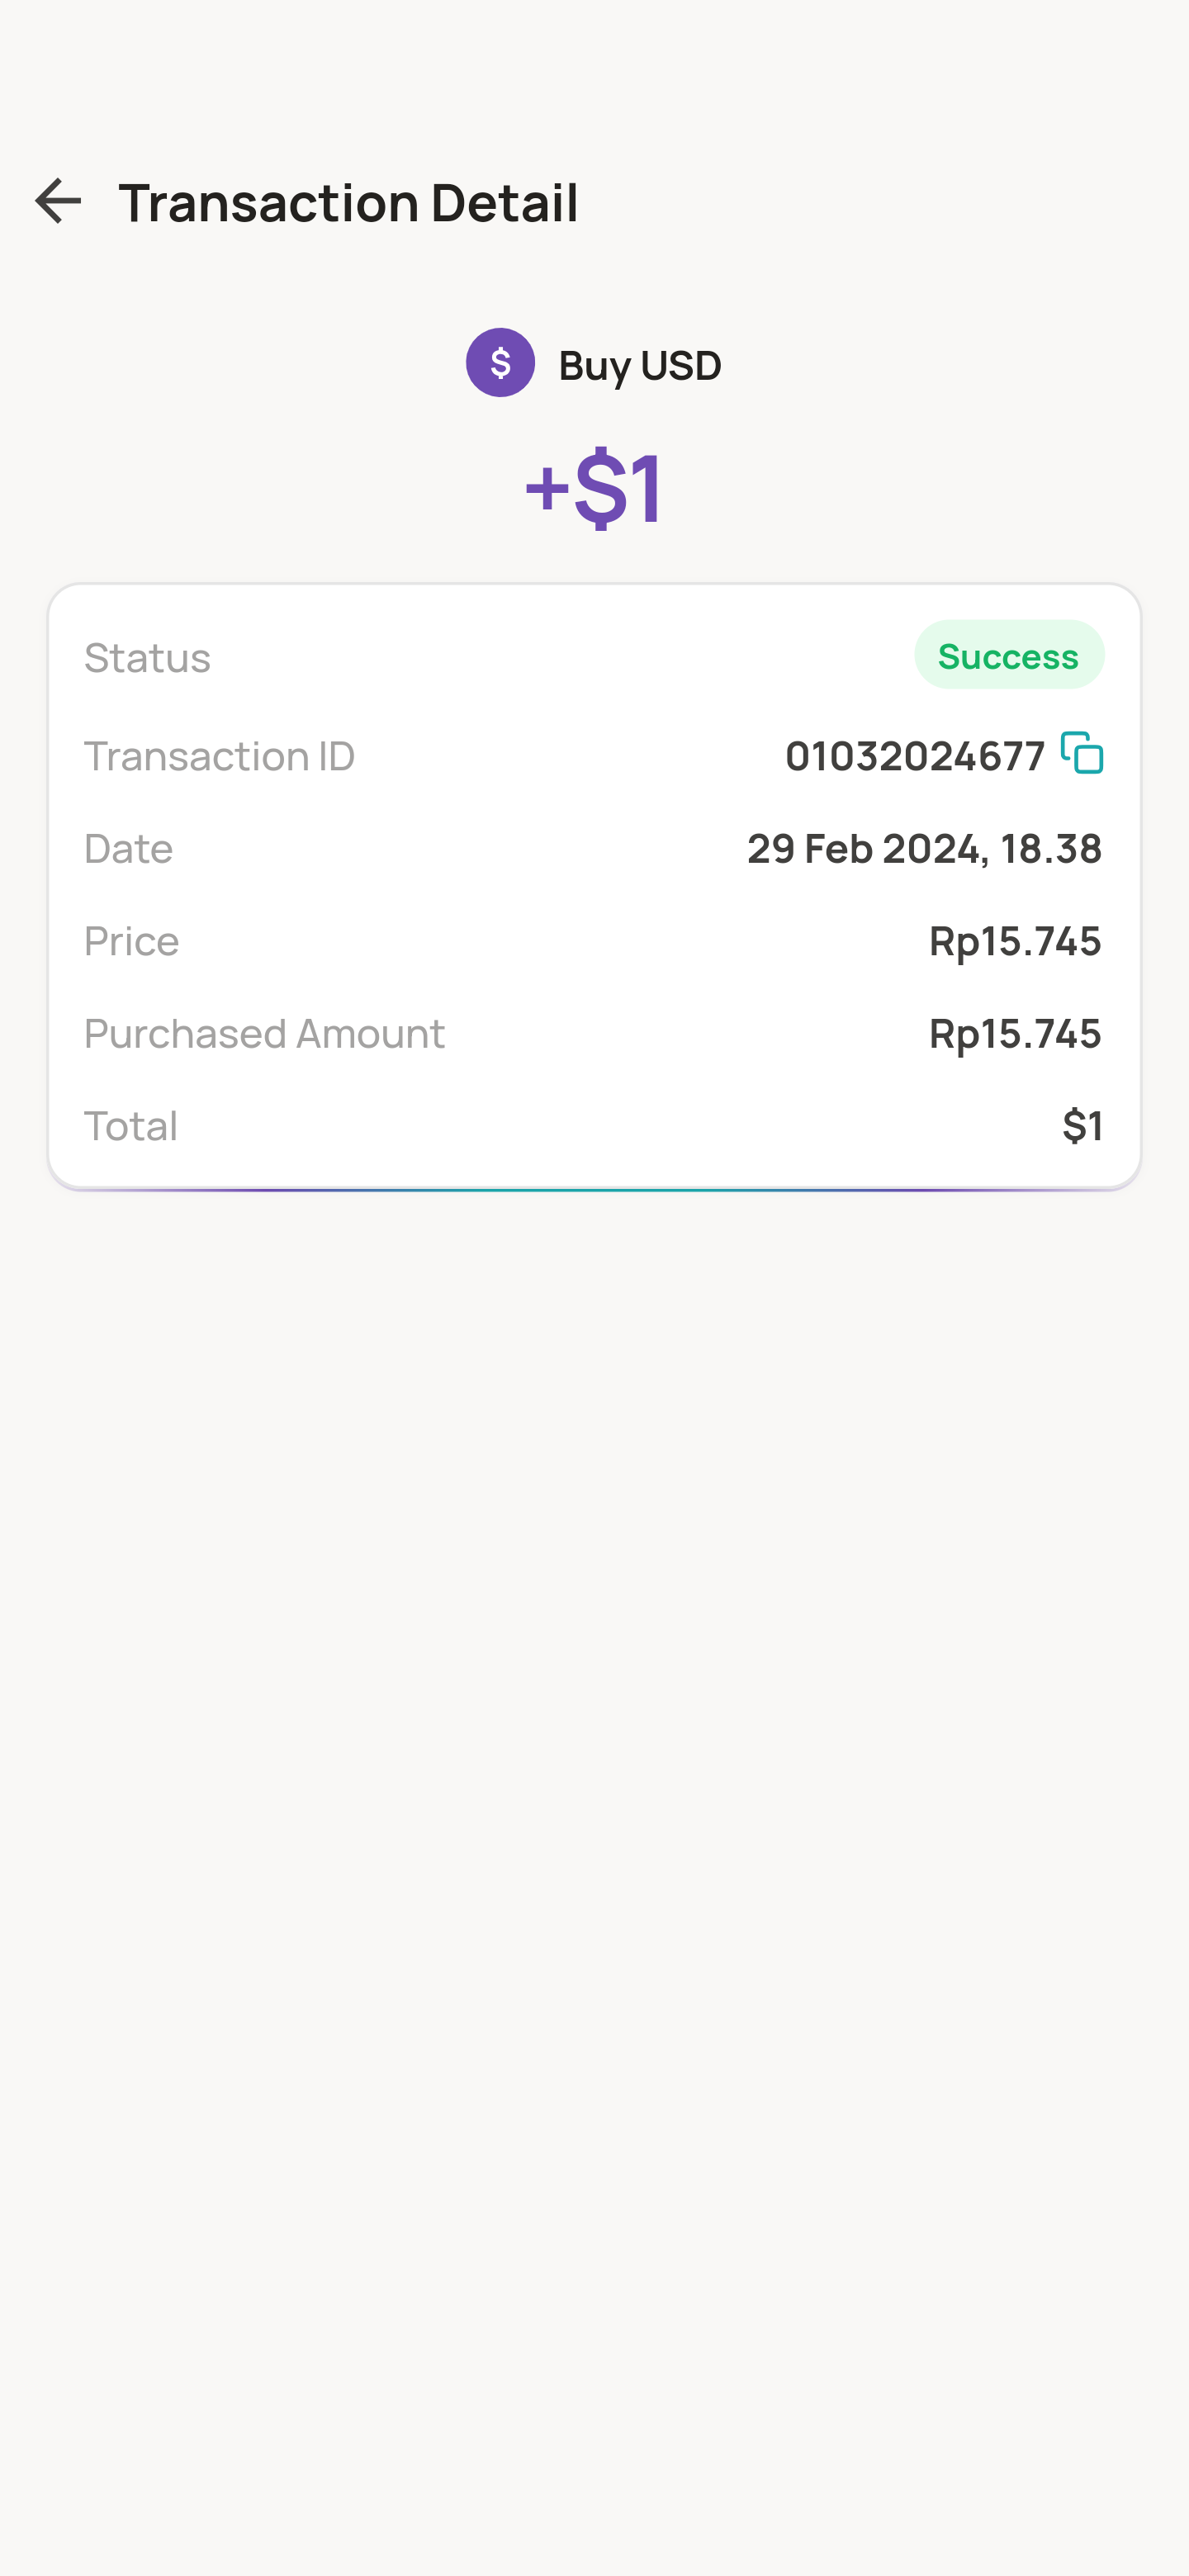 Transaction Detail
$ Buy USD
+$1
Status Success
Transaction ID 01032024677
Date 29 Feb 2024, 18.38
Price Rp15.745
Purchased Amount Rp15.745
Total $1